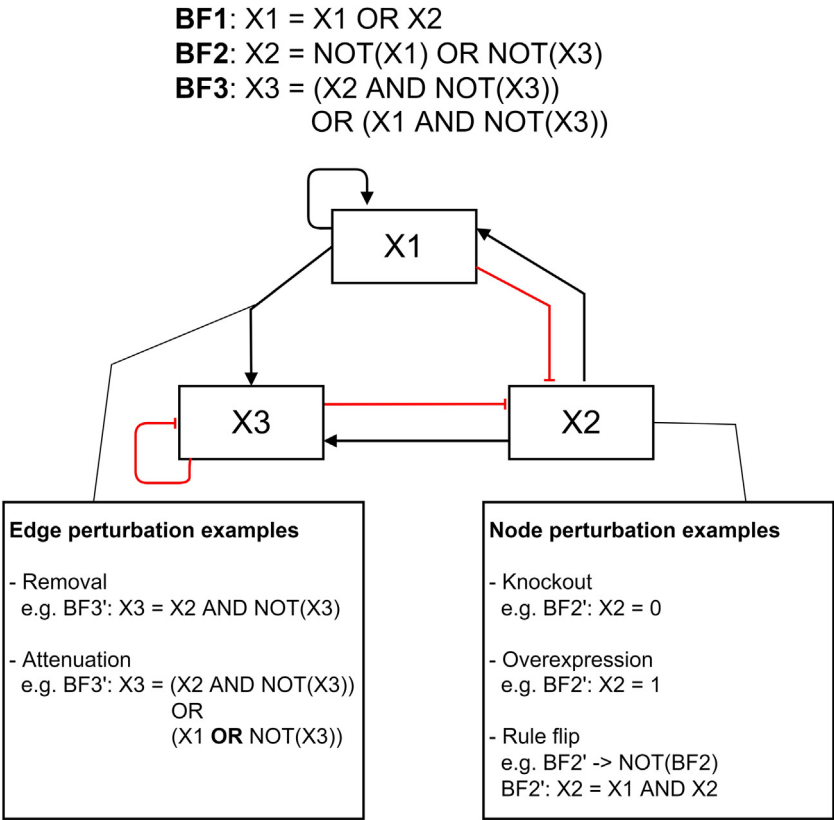 BF1: X1 = X1 OR X2
BF2: X2 = NOT(X1) OR NOT(X3)
BF3: X3 = (X2 AND NOT(X3))
OR (X1 AND NOT(X3))
X1
X3
X2
Edge perturbation examples
- Removal
e.g. BF3': X3 = X2 AND NOT(X3)
- Attenuation
e.g. BF3': X3 = (X2 AND NOT(X3))
OR
(X1 OR NOT(X3))
Node perturbation examples
- Knockout
e.g. BF2': X2 = 0
- Overexpression
e.g. BF2': X2 = 1
- Rule flip
e.g. BF2' -> NOT(BF2)
BF2': X2 = X1 AND X2